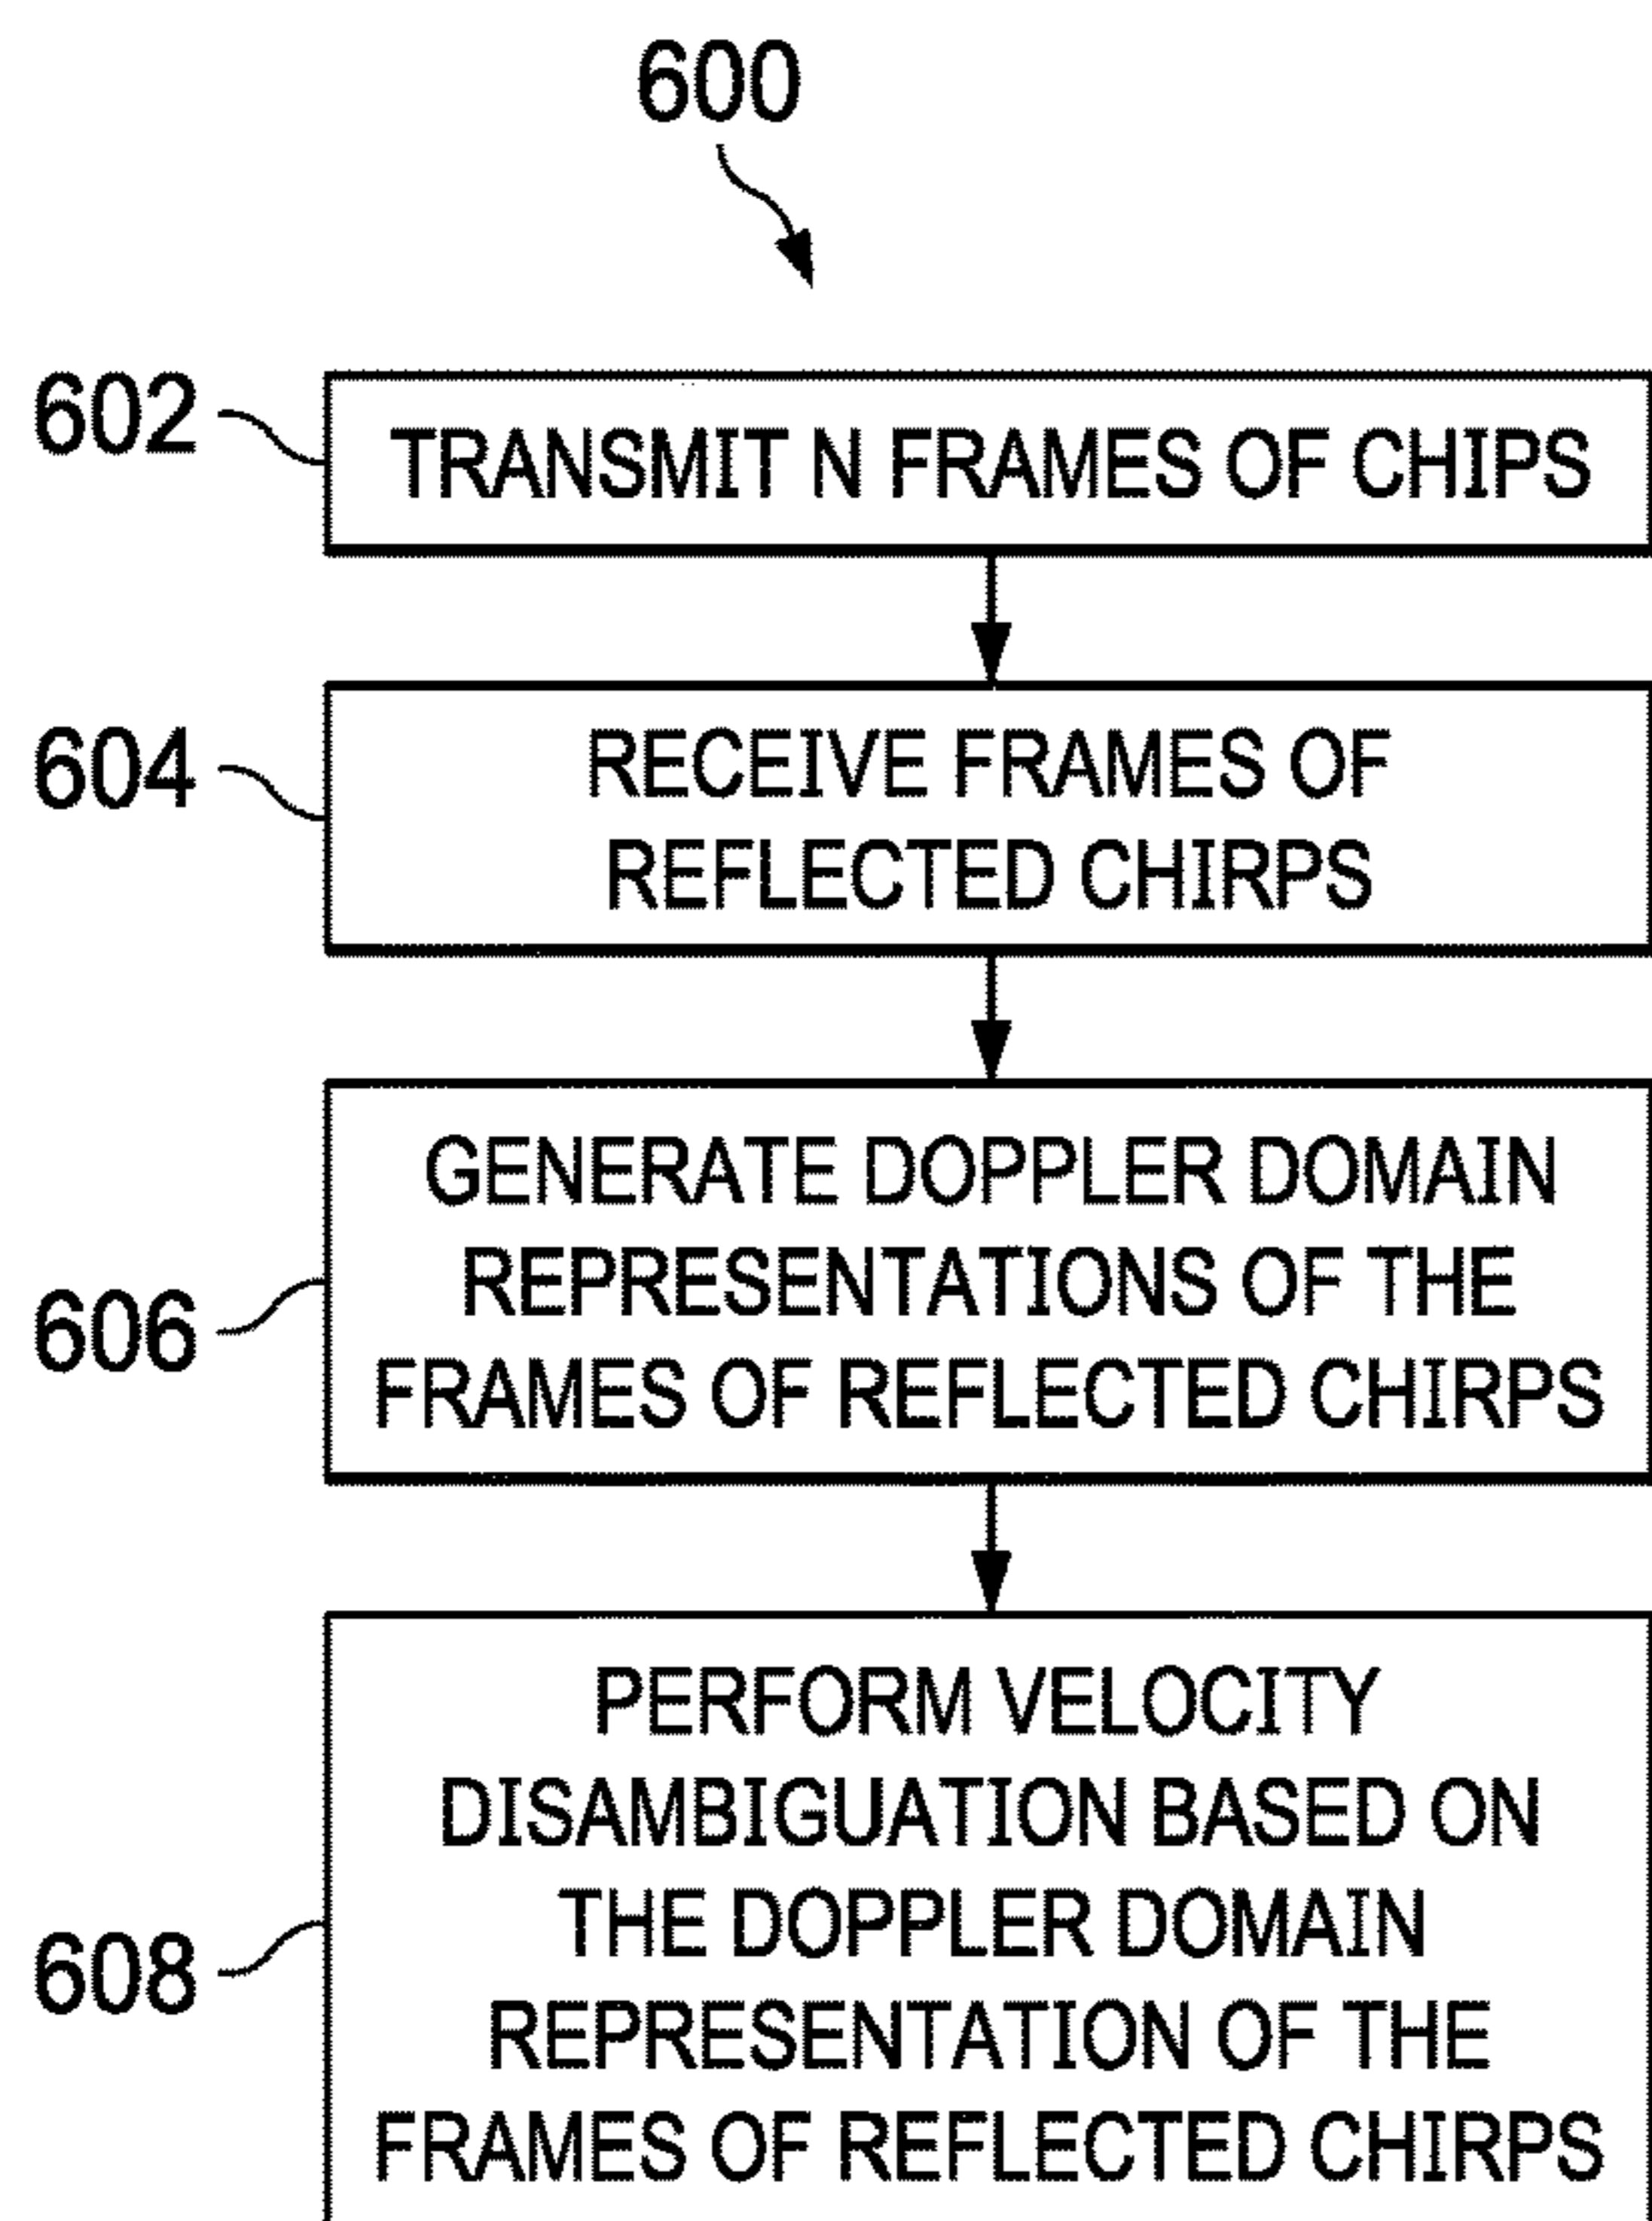 600
602
TRANSMIT N FRAMES OF CHIPS
604
RECEIVE FRAMES OF
REFLECTED CHIRPS
606
GENERATE DOPPLER DOMAIN
REPRESENTATIONS OF THE
FRAMES OF REFLECTED CHIRPS
608
PERFORM VELOCITY
DISAMBIGUATION BASED ON
THE DOPPLER DOMAIN
REPRESENTATION OF THE
FRAMES OF REFLECTED CHIRPS